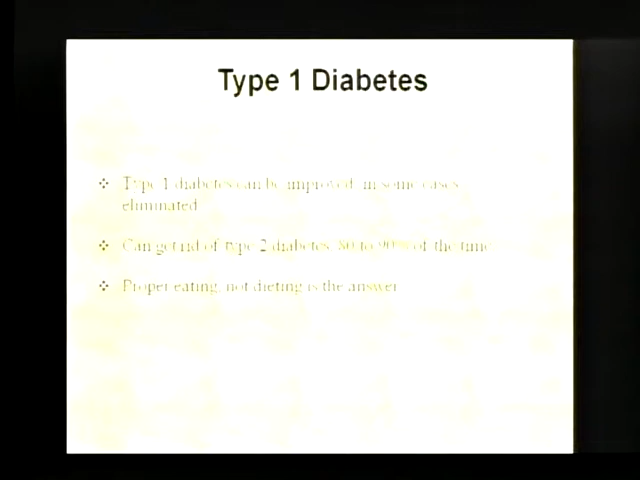 Type 1 Diabetes
❖ Type 1 diabetes can be improved, in some cases
eliminated
❖ Can get rid of type 2 diabetes, 80 to 90% of the time
❖ Proper eating, not dieting is the answer